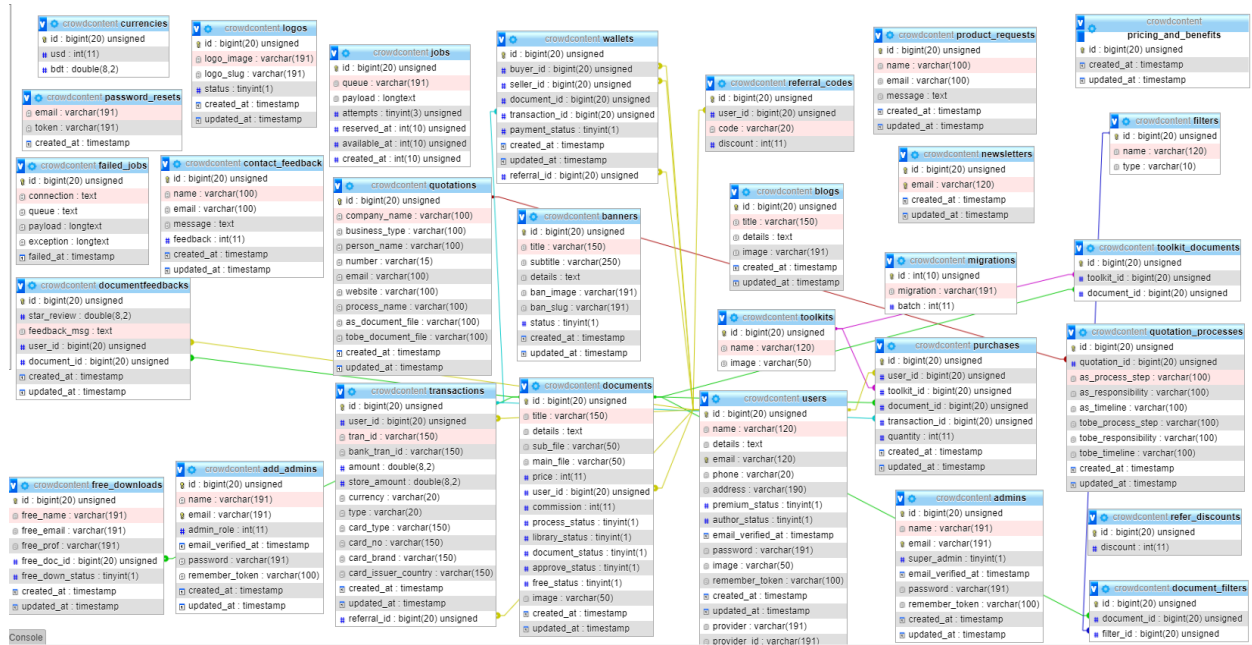 crowdcontent currencies
id : bigint(20) unsigned
usd : int(11)
bdt : double(8,2)
crowdcontent password_resets
email : varchar(191)
token : varchar(191)
created_at : timestamp
crowdcontent failed_jobs
id : bigint(20) unsigned
connection : text
queue : text
payload : longtext
exception : longtext
failed_at : timestamp
crowdcontent documentfeedbacks
id : bigint(20) unsigned
star_review : double(8,2)
feedback_msg : text
user_id : bigint(20) unsigned
document_id : bigint(20) unsigned
created_at : timestamp
updated_at : timestamp
crowdcontent free_downloads
id : bigint(20) unsigned
free_name : varchar(191)
free_email : varchar(191)
free_prof : varchar(191)
free_doc_id : bigint(20) unsigned
free_down_status : tinyint(1)
created_at : timestamp
updated_at : timestamp
Console
crowdcontent logos
id : bigint(20) unsigned
logo_image : varchar(191)
logo_slug : varchar(191)
status : tinyint(1)
created_at : timestamp
updated_at : timestamp
crowdcontent contact_feedback
id : bigint(20) unsigned
name : varchar(100)
email : varchar(100)
message : text
feedback : int(11)
created_at : timestamp
updated_at : timestamp
crowdcontent add_admins
id : bigint(20) unsigned
name : varchar(191)
email : varchar(191)
admin_role : int(11)
email_verified_at : timestamp
password : varchar(191)
remember_token : varchar(100)
created_at : timestamp
updated_at : timestamp
crowdcontent jobs
id : bigint(20) unsigned
queue : varchar(191)
payload : longtext
attempts : tinyint(3) unsigned
reserved_at : int(10) unsigned
available_at : int(10) unsigned
created_at : int(10) unsigned
crowdcontent quotations
id : bigint(20) unsigned
company_name : varchar(100)
business_type : varchar(100)
person_name : varchar(100)
number : varchar(15)
email : varchar(100)
website : varchar(100)
process_name : varchar(100)
as_document_file : varchar(100)
tobe_document_file : varchar(100)
created_at : timestamp
updated_at : timestamp
crowdcontent transactions
id : bigint(20) unsigned
user_id : bigint(20) unsigned
tran_id : varchar(150)
bank_tran_id : varchar(150)
amount : double(8,2)
store_amount : double(8,2)
currency : varchar(20)
type : varchar(20)
card_type : varchar(150)
card_no : varchar(150)
card_brand : varchar(150)
card_issuer_country : varchar(150)
created_at : timestamp
updated_at : timestamp
referral_id : bigint(20) unsigned
crowdcontent wallets
id : bigint(20) unsigned
buyer_id : bigint(20) unsigned
seller_id : bigint(20) unsigned
document_id : bigint(20) unsigned
transaction_id : bigint(20) unsigned
payment_status : tinyint(1)
created_at : timestamp
updated_at : timestamp
referral_id : bigint(20) unsigned
crowdcontent banners
id : bigint(20) unsigned
title : varchar(150)
subtitle : varchar(250)
details : text
ban_image : varchar(191)
ban_slug : varchar(191)
status : tinyint(1)
created_at : timestamp
updated_at : timestamp
crowdcontent documents
id : bigint(20) unsigned
title : varchar(150)
details : text
sub_file : varchar(50)
main_file : varchar(50)
price : int(11)
user_id : bigint(20) unsigned
commission : int(11)
process_status : tinyint(1)
library_status : tinyint(1)
document_status : tinyint(1)
approve_status : tinyint(1)
free_status : tinyint(1)
image : varchar(50)
created_at : timestamp
updated_at : timestamp
crowdcontent referral_codes
id : bigint(20) unsigned
user_id : bigint(20) unsigned
code : varchar(20)
discount : int(11)
crowdcontent blogs
id : bigint(20) unsigned
title : varchar(150)
details : text
image : varchar(191)
created_at : timestamp
updated_at : timestamp
crowdcontent toolkits
id : bigint(20) unsigned
name : varchar(120)
image : varchar(50)
crowdcontent users
id : bigint(20) unsigned
name : varchar(120)
details : text
email : varchar(120)
phone : varchar(20)
address : varchar(190)
premium_status : tinyint(1)
author_status : tinyint(1)
email_verified_at : timestamp
password : varchar(191)
image : varchar(50)
remember_token : varchar(100)
created_at : timestamp
updated_at : timestamp
provider : varchar(191)
provider_id : varchar(191)
crowdcontent product_requests
id : bigint(20) unsigned
name : varchar(100)
email : varchar(100)
message : text
created_at : timestamp
updated_at : timestamp
crowdcontent newsletters
id : bigint(20) unsigned
email : varchar(120)
created_at : timestamp
updated_at : timestamp
crowdcontent migrations
id : int(10) unsigned
migration : varchar(191)
batch : int(11)
crowdcontent purchases
id : bigint(20) unsigned
user_id : bigint(20) unsigned
toolkit_id : bigint(20) unsigned
document_id : bigint(20) unsigned
transaction_id : bigint(20) unsigned
quantity : int(11)
created_at : timestamp
updated_at : timestamp
crowdcontent admins
id : bigint(20) unsigned
name : varchar(191)
email : varchar(191)
super_admin : tinyint(1)
email_verified_at : timestamp
password : varchar(191)
remember_token : varchar(100)
created_at : timestamp
updated_at : timestamp
crowdcontent
pricing_and_benefits
id : bigint(20) unsigned
created_at : timestamp
updated_at : timestamp
crowdcontent filters
id : bigint(20) unsigned
name : varchar(120)
type : varchar(10)
crowdcontent toolkit_documents
id : bigint(20) unsigned
toolkit_id : bigint(20) unsigned
document_id : bigint(20) unsigned
crowdcontent quotation_processes
id : bigint(20) unsigned
quotation_id : bigint(20) unsigned
as_process_step : varchar(100)
as_responsibility : varchar(100)
as_timeline : varchar(100)
tobe_process_step : varchar(100)
tobe_responsibility : varchar(100)
tobe_timeline : varchar(100)
created_at : timestamp
updated_at : timestamp
crowdcontent refer_discounts
id : bigint(20) unsigned
discount : int(11)
crowdcontent document_filters
id : bigint(20) unsigned
document_id : bigint(20) unsigned
filter_id : bigint(20) unsigned